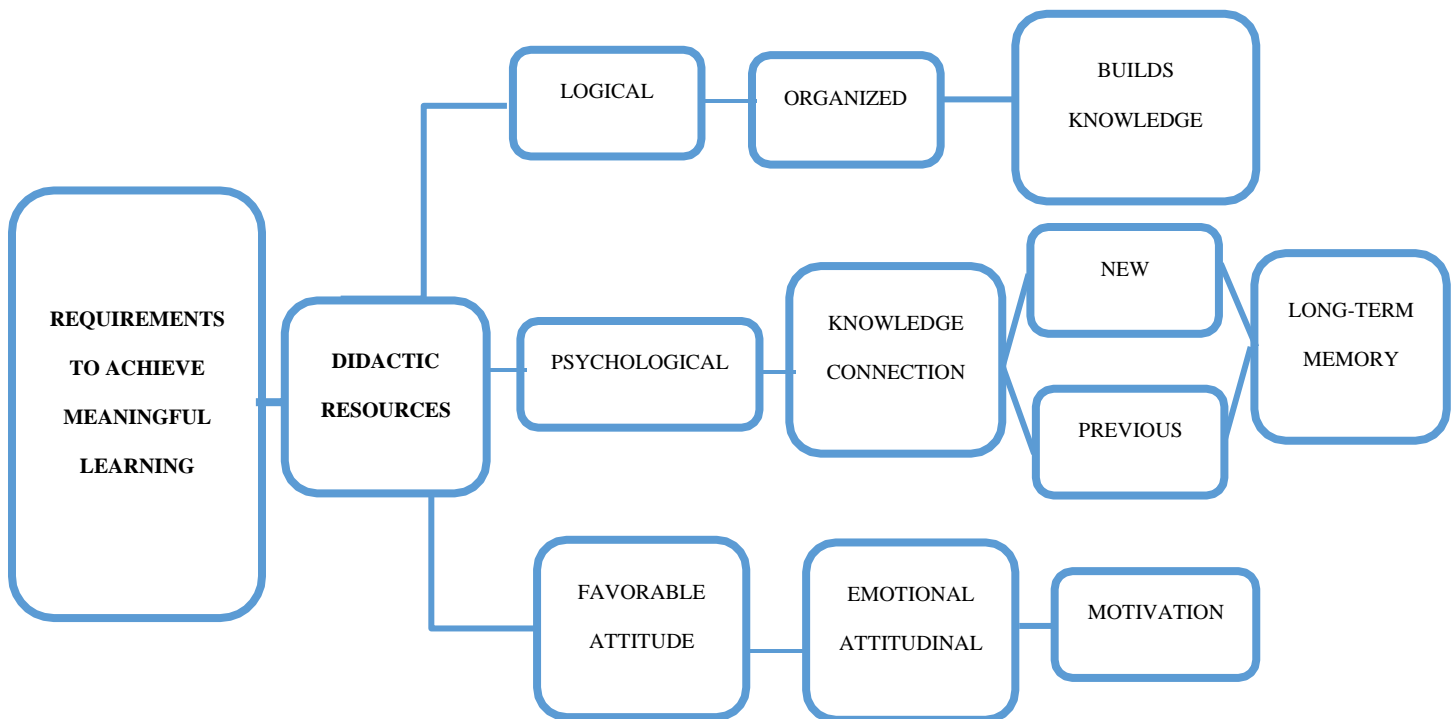 REQUIREMENTS
TO ACHIEVE
MEANINGFUL
LEARNING
DIDACTIC
RESOURCES
LOGICAL
ORGANIZED
BUILDS
KNOWLEDGE
PSYCHOLOGICAL
KNOWLEDGE
CONNECTION
NEW
PREVIOUS
LONG-TERM
MEMORY
FAVORABLE
ATTITUDE
EMOTIONAL
ATTITUDINAL
MOTIVATION